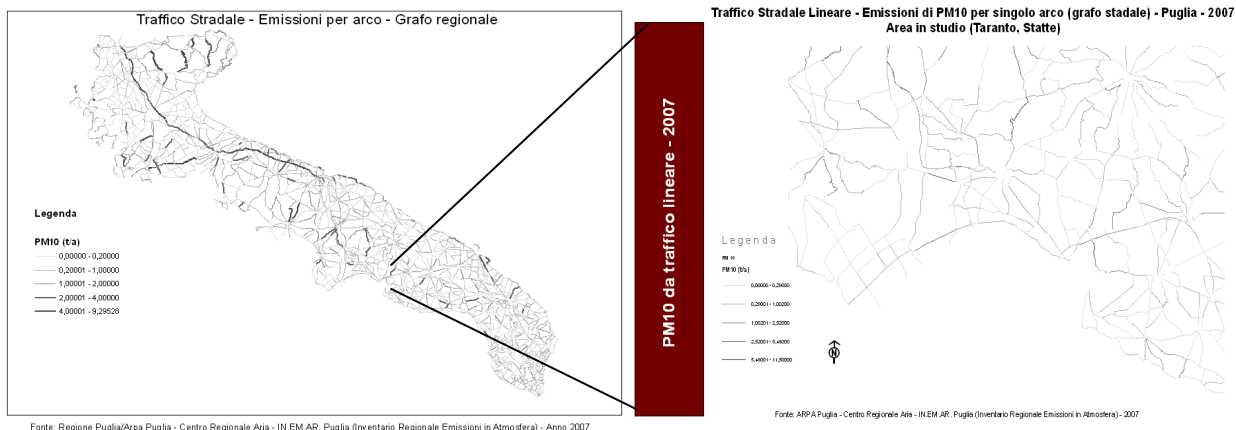 Traffico Stradale - Emissioni per arco - Grafo regionale
Legenda
PM10 (t/a)
0,00000 - 0,20000
0,20001 - 1,00000
1,00001 - 2,00000
2,00001 - 4,00000
4,00001 - 9,29528
Fonte: Regione Puglia/Arpa Puglia - Centro Regionale Aria - IN.EM.AR. Puglia (Inventario Regionale Emissioni in Atmosfera) - Anno 2007
PM10 da traffico lineare - 2007
Traffico Stradale Lineare - Emissioni di PM10 per singolo arco (grafo stadale) - Puglia - 2007
Area in studio (Taranto, Statte)
Legenda
PM 10
PM10 (t/a)
0,00000 - 0,29000
0,29001 - 1,00200
1,00201 - 2,52000
2,52001 - 5,46000
5,46001 - 11,50000
N
Fonte: ARPA Puglia - Centro Regionale Aria - IN.EM.AR. Puglia (Inventario Regionale Emissioni in Atmosfera) - 2007